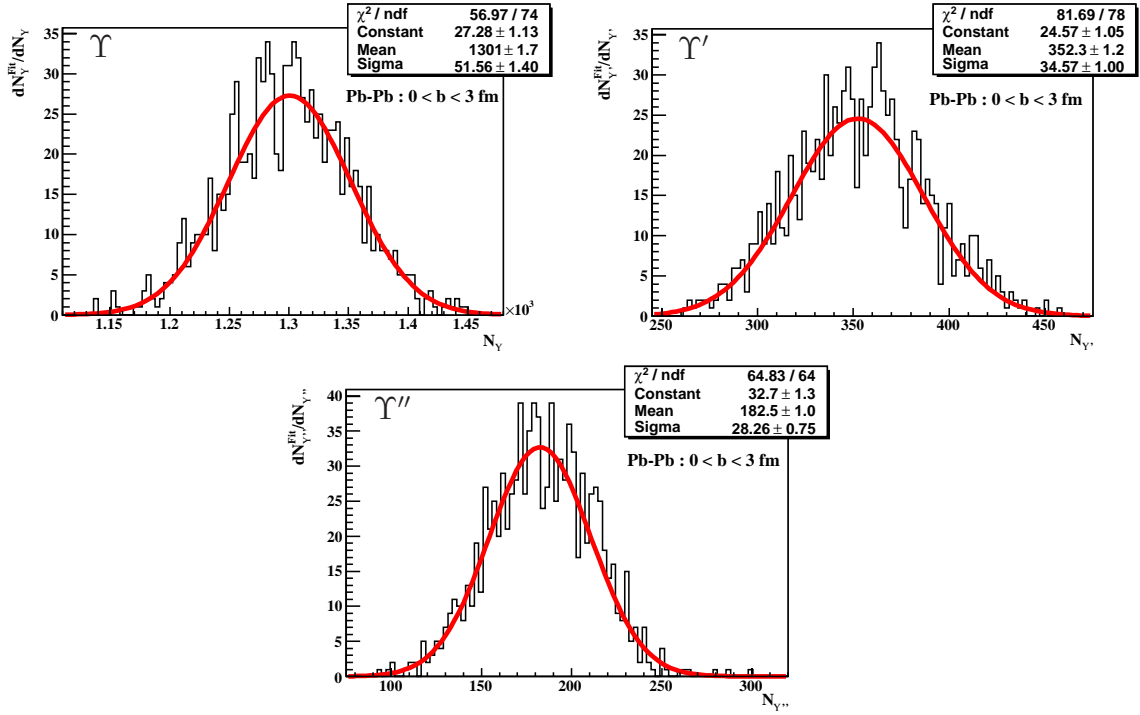 ϒ
χ² / ndf 56.97 / 74
Constant 27.28 ± 1.13
Mean 1301 ± 1.7
Sigma 51.56 ± 1.40
Pb-Pb : 0 < b < 3 fm
dN_ϒ^Fit/dN_ϒ
35
30
25
20
15
10
5
0
1.15 1.2 1.25 1.3 1.35 1.4 1.45 ×10³
N_ϒ
ϒ′
χ² / ndf 81.69 / 78
Constant 24.57 ± 1.05
Mean 352.3 ± 1.2
Sigma 34.57 ± 1.00
Pb-Pb : 0 < b < 3 fm
dN_ϒ'^Fit/dN_ϒ'
35
30
25
20
15
10
5
0
250 300 350 400 450
N_ϒ'
ϒ″
χ² / ndf 64.83 / 64
Constant 32.7 ± 1.3
Mean 182.5 ± 1.0
Sigma 28.26 ± 0.75
Pb-Pb : 0 < b < 3 fm
dN_ϒ''^Fit/dN_ϒ''
40
35
30
25
20
15
10
5
0
100 150 200 250 300
N_ϒ''